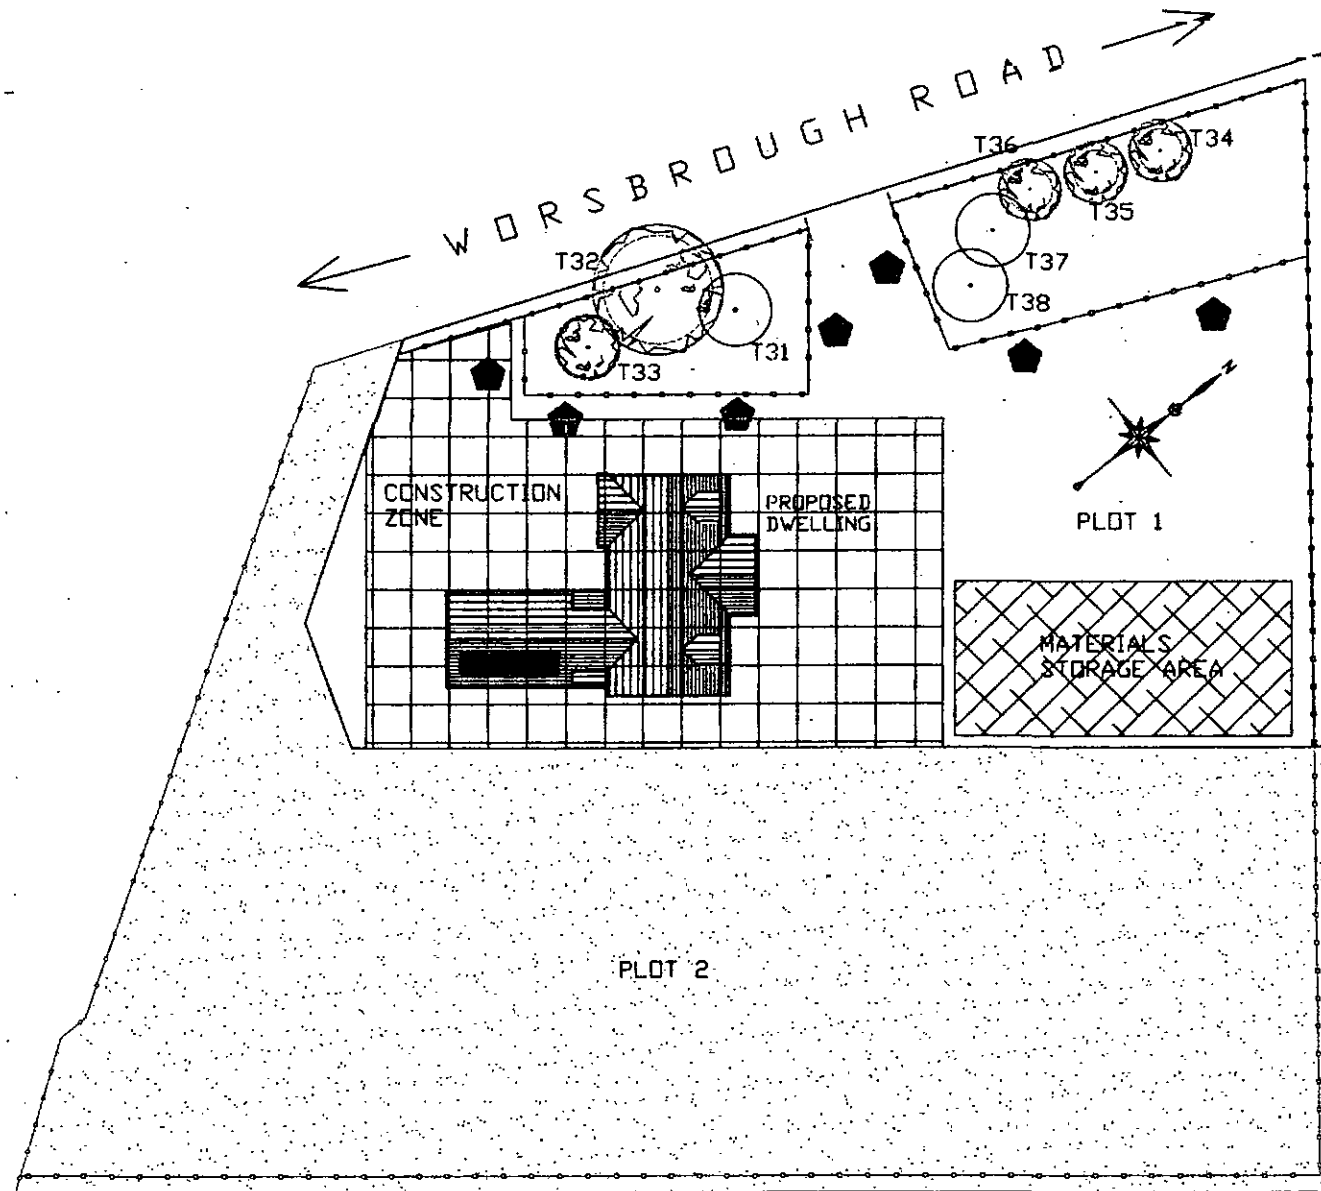 WORSBROUGH ROAD
T36
T34
T35
T32
T37
T38
T31
T33
N
CONSTRUCTION
ZONE
PROPOSED
DWELLING
PLOT 1
MATERIALS
STORAGE AREA
PLOT 2